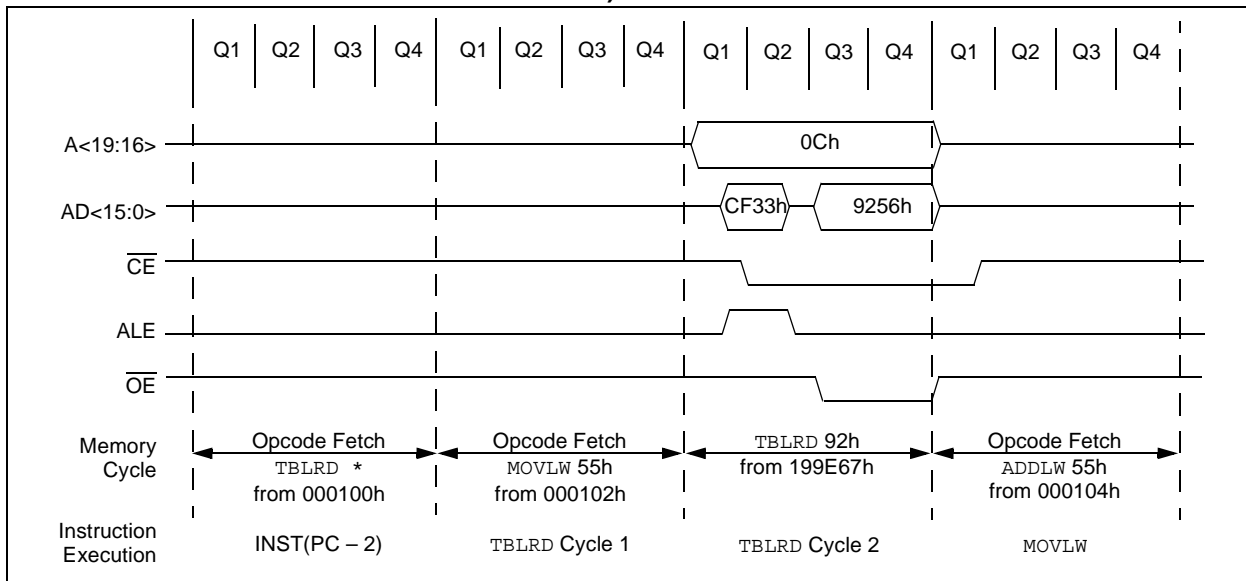 Q1 Q2 Q3 Q4 Q1 Q2 Q3 Q4 Q1 Q2 Q3 Q4 Q1 Q2 Q3 Q4
A<19:16> 0Ch
AD<15:0> CF33h 9256h
CE
ALE
OE
Memory Cycle
Opcode Fetch
TBLRD *
from 000100h
Opcode Fetch
MOVLW 55h
from 000102h
TBLRD 92h
from 199E67h
Opcode Fetch
ADDLW 55h
from 000104h
Instruction Execution
INST(PC – 2)
TBLRD Cycle 1
TBLRD Cycle 2
MOVLW